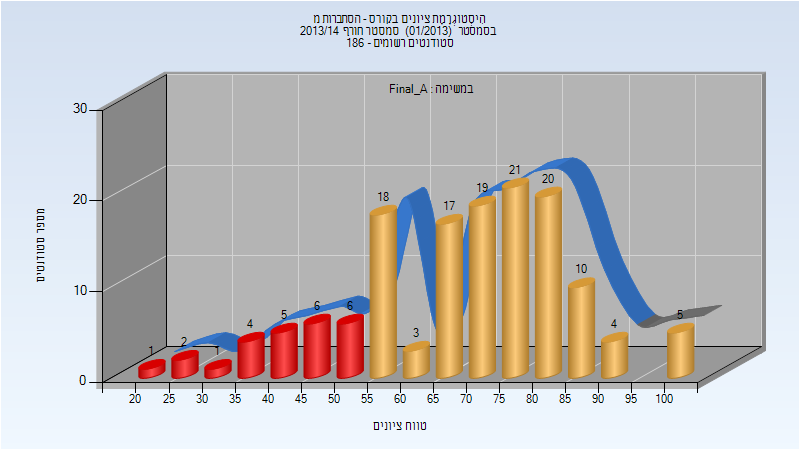 היסטוגרמת ציונים בקורס - הסתברות מ
בסמסטר (01/2013) סמסטר חורף 2013/14
סטודנטים רשומים - 186
במשימה : Final_A
מספר סטודנטים
30
20
10
0
1 2 1 4 5 6 6 18 3 17 19 21 20 10 4 5
20 25 30 35 40 45 50 55 60 65 70 75 80 85 90 95 100
טווח ציונים